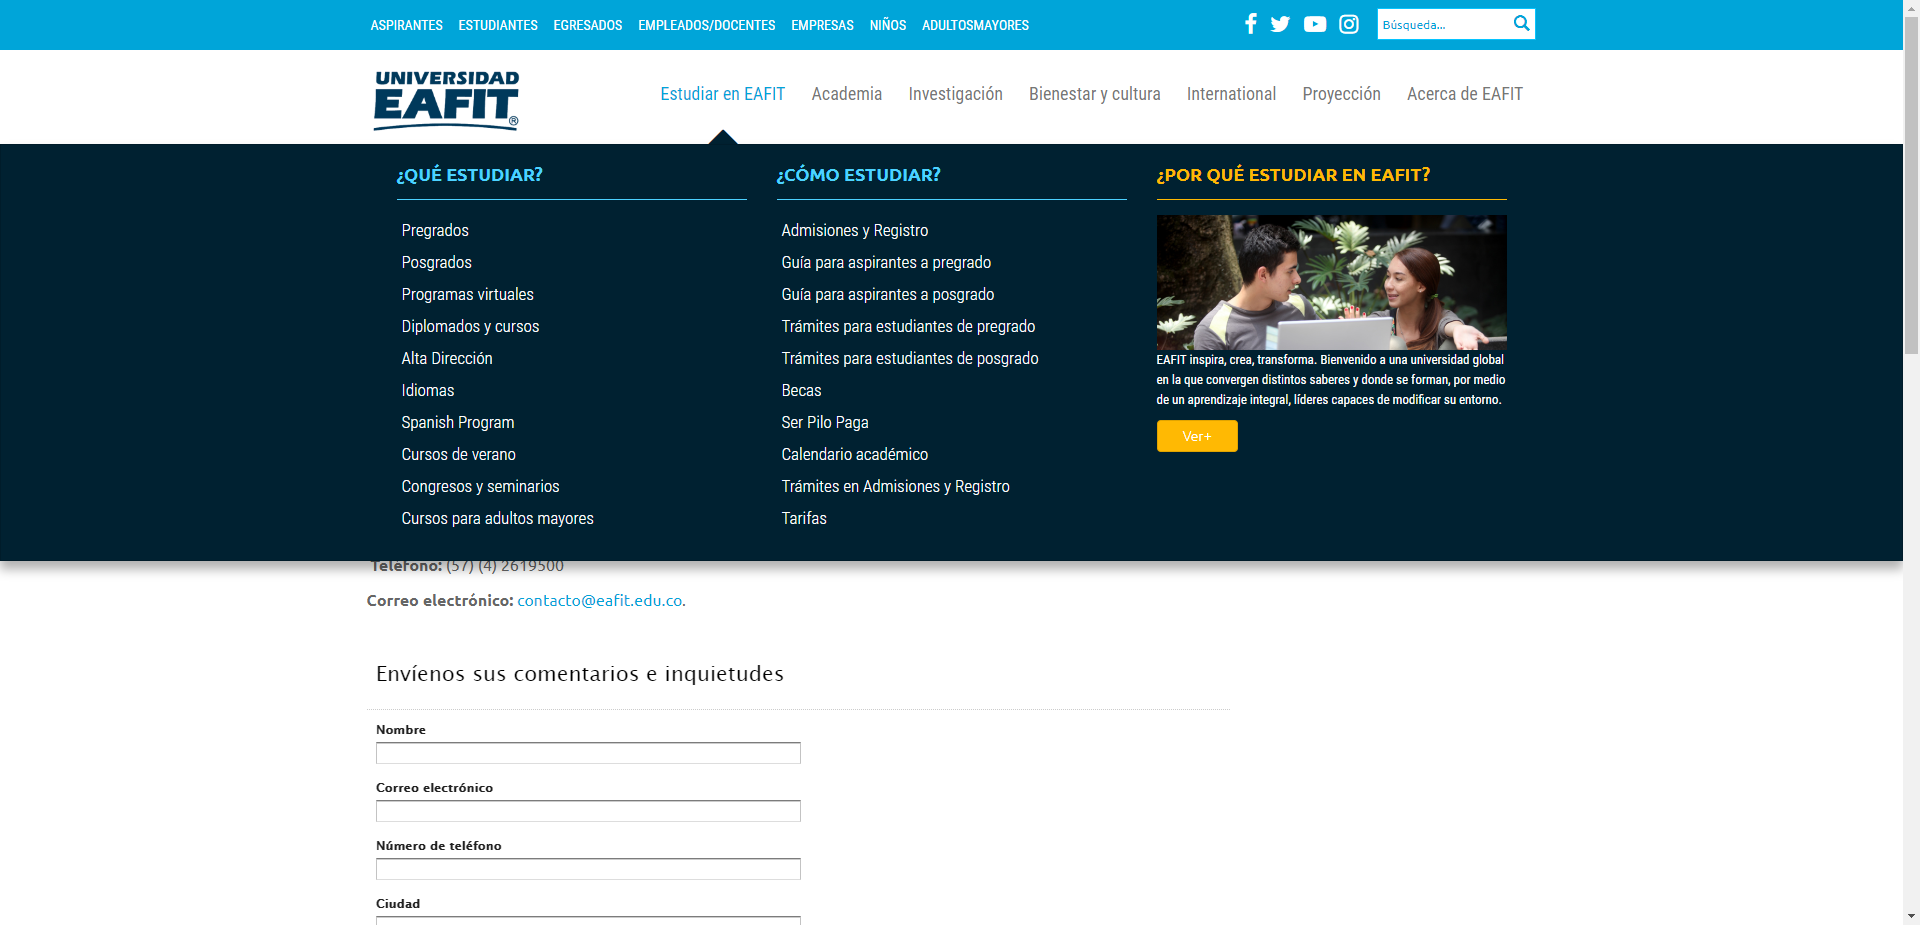 ASPIRANTES ESTUDIANTES EGRESADOS EMPLEADOS/DOCENTES EMPRESAS NIÑOS ADULTOSMAYORES
Búsqueda...
UNIVERSIDAD
EAFIT®
Estudiar en EAFIT Academia Investigación Bienestar y cultura International Proyección Acerca de EAFIT
¿QUÉ ESTUDIAR?
Pregrados
Posgrados
Programas virtuales
Diplomados y cursos
Alta Dirección
Idiomas
Spanish Program
Cursos de verano
Congresos y seminarios
Cursos para adultos mayores
¿CÓMO ESTUDIAR?
Admisiones y Registro
Guía para aspirantes a pregrado
Guía para aspirantes a posgrado
Trámites para estudiantes de pregrado
Trámites para estudiantes de posgrado
Becas
Ser Pilo Paga
Calendario académico
Trámites en Admisiones y Registro
Tarifas
¿POR QUÉ ESTUDIAR EN EAFIT?
EAFIT inspira, crea, transforma. Bienvenido a una universidad global
en la que convergen distintos saberes y donde se forman, por medio
de un aprendizaje integral, líderes capaces de modificar su entorno.
Ver+
Teléfono: (57) (4) 2619500
Correo electrónico: contacto@eafit.edu.co.
Envíenos sus comentarios e inquietudes
Nombre
Correo electrónico
Número de teléfono
Ciudad